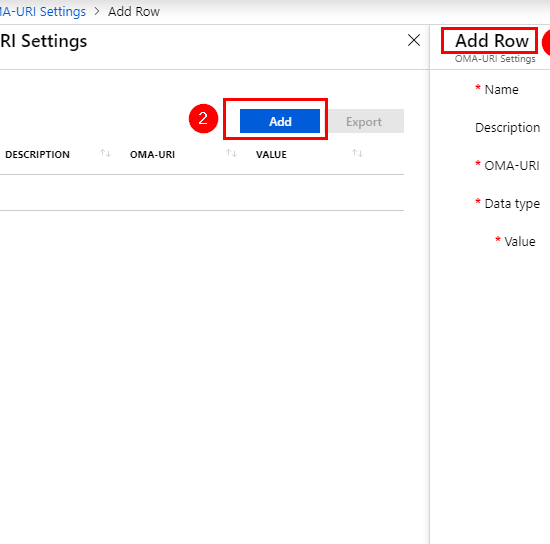 MA-URI Settings > Add Row
RI Settings
Add Row
OMA-URI Settings
* Name
2
Add
Export
Description
DESCRIPTION
OMA-URI
VALUE
* OMA-URI
* Data type
* Value